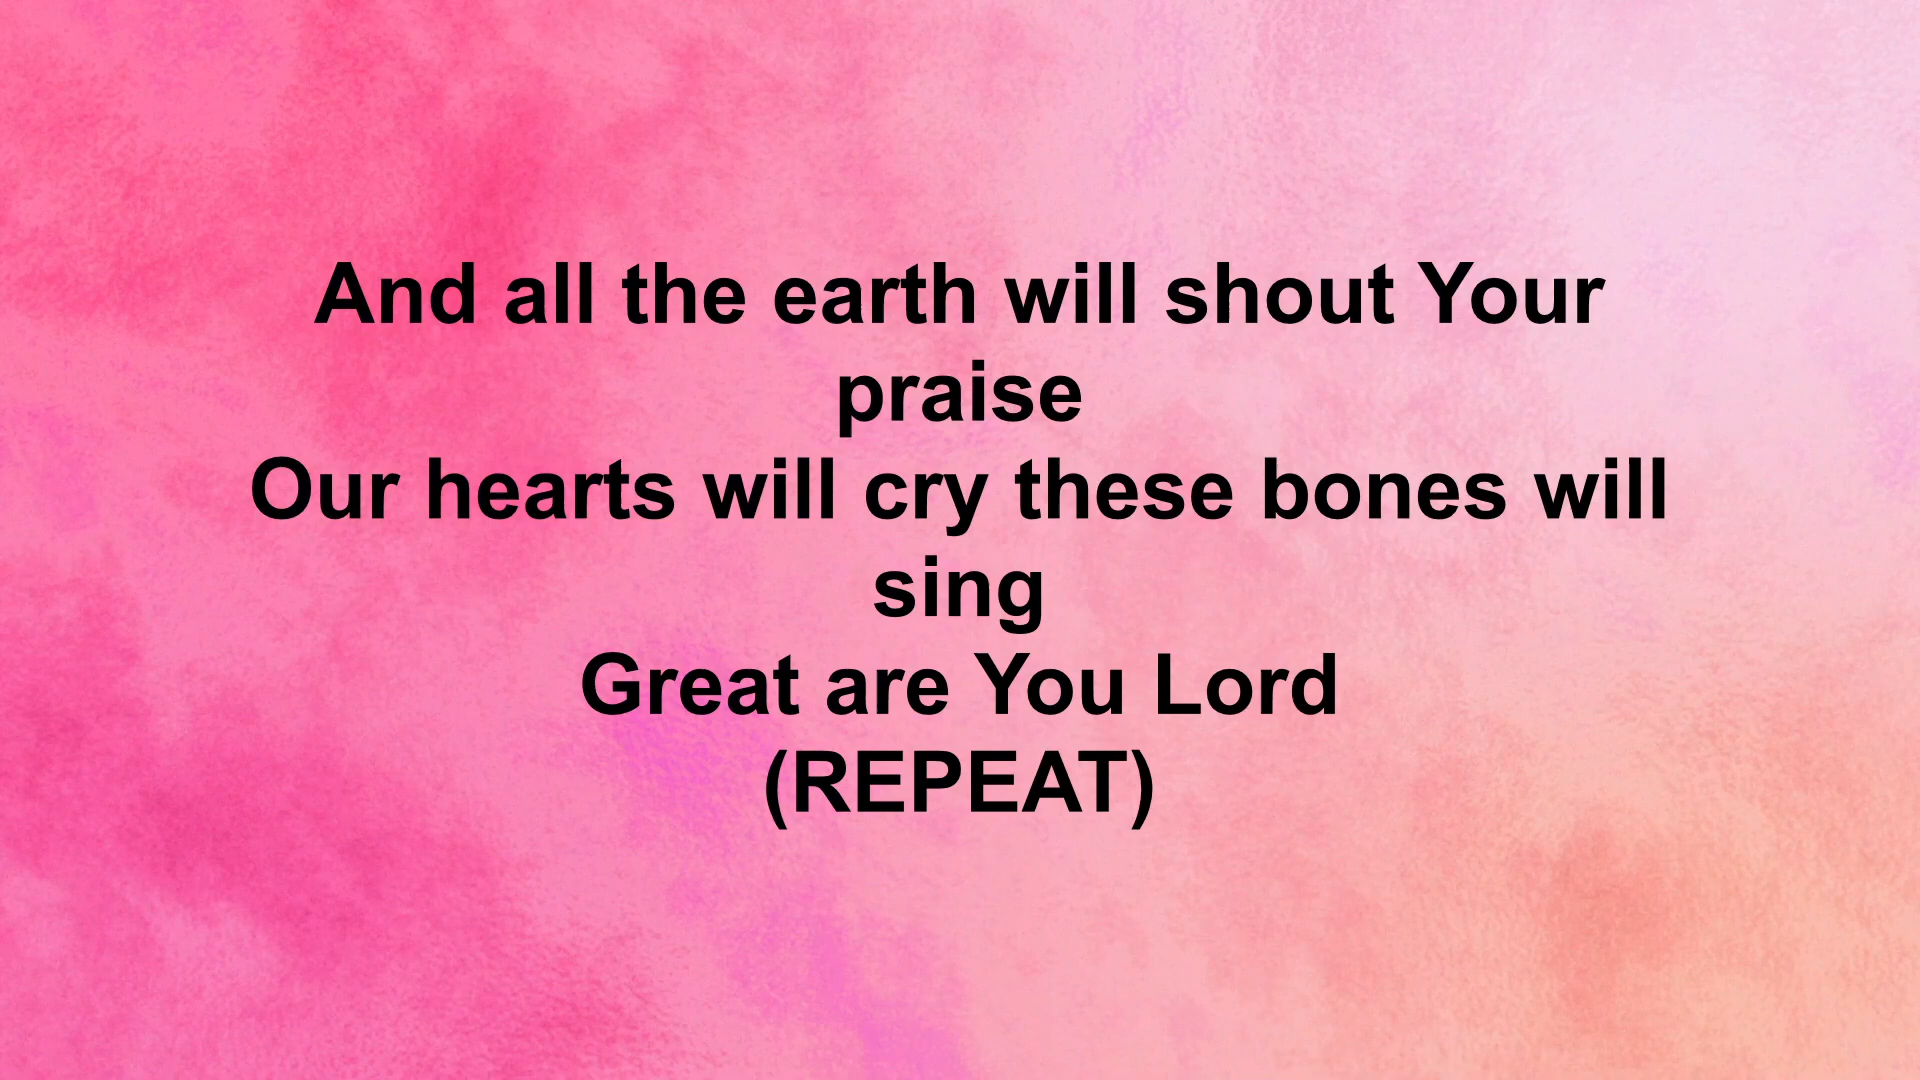 And all the earth will shout Your
praise
Our hearts will cry these bones will
sing
Great are You Lord
(REPEAT)